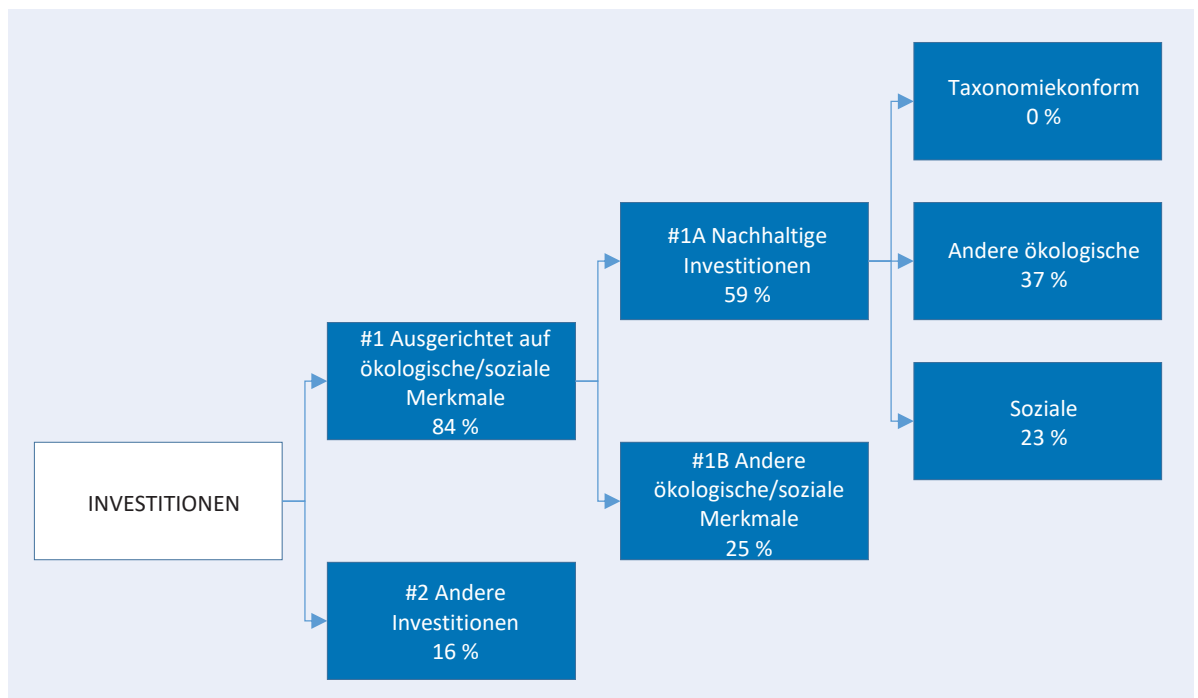 INVESTITIONEN
#1 Ausgerichtet auf
ökologische/soziale
Merkmale
84 %
#2 Andere
Investitionen
16 %
#1A Nachhaltige
Investitionen
59 %
#1B Andere
ökologische/soziale
Merkmale
25 %
Taxonomiekonform
0 %
Andere ökologische
37 %
Soziale
23 %